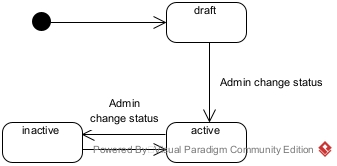 draft
Admin change status
Admin
change status
inactive
active
Powered By: Visual Paradigm Community Edition